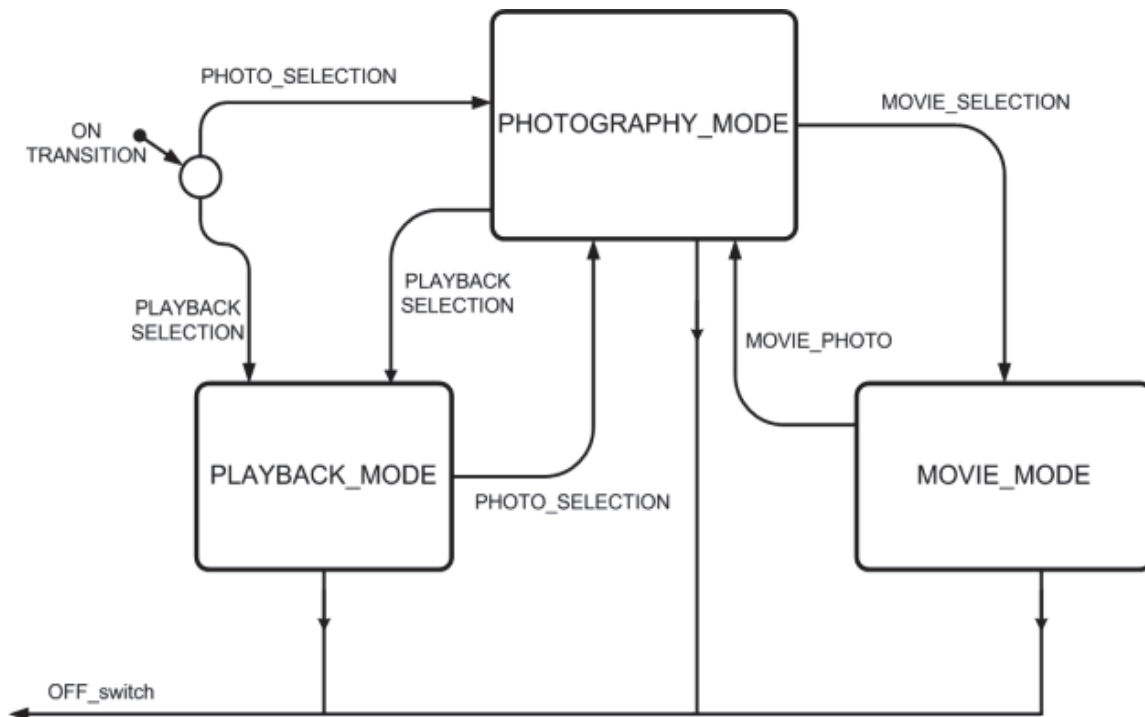 PHOTO_SELECTION
ON
TRANSITION
PHOTOGRAPHY_MODE
MOVIE_SELECTION
PLAYBACK
SELECTION
PLAYBACK
SELECTION
MOVIE_PHOTO
PLAYBACK_MODE
PHOTO_SELECTION
MOVIE_MODE
OFF_switch